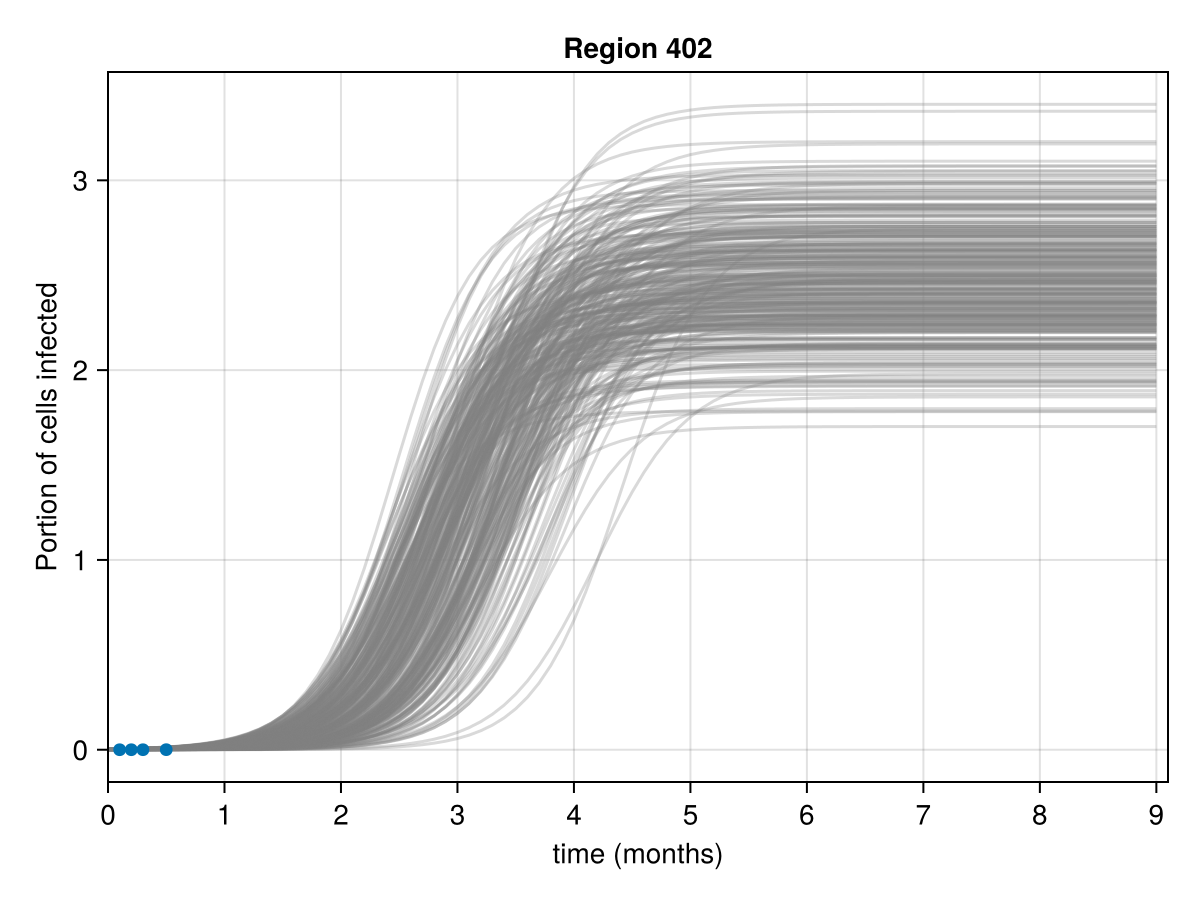 Region 402
Portion of cells infected
3
2
1
0
0 1 2 3 4 5 6 7 8 9
time (months)